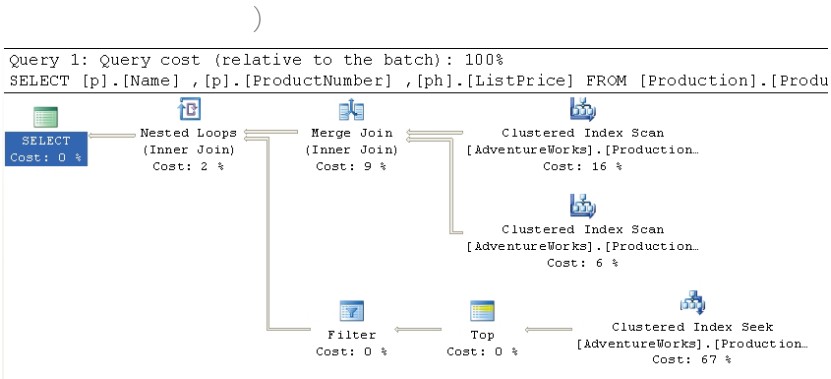 )
Query 1: Query cost (relative to the batch): 100%
SELECT [p].[Name] ,[p].[ProductNumber] ,[ph].[ListPrice] FROM [Production].[Produ
SELECT
Cost: 0 %
Nested Loops
(Inner Join)
Cost: 2 %
Merge Join
(Inner Join)
Cost: 9 %
Clustered Index Scan
[AdventureWorks].[Production…
Cost: 16 %
Clustered Index Scan
[AdventureWorks].[Production…
Cost: 6 %
Filter
Cost: 0 %
Top
Cost: 0 %
Clustered Index Seek
[AdventureWorks].[Production…
Cost: 67 %